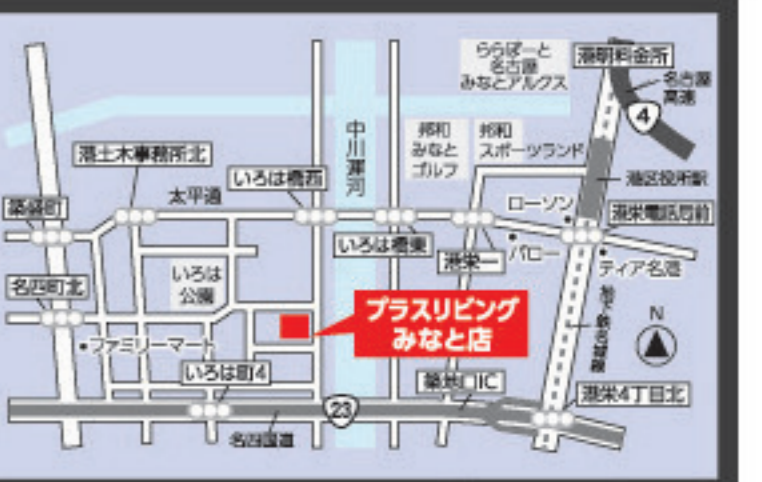 ららぽーと
名古屋
みなとアルクス
港明料金所
名古屋
高速
4
中川運河
邦和
みなと
ゴルフ
邦和
スポーツランド
港土木事務所北
いろは橋西
太平通
港区役所駅
築盛町
ローソン
港栄電話局前
いろは橋東
港栄一
バロー
ティア名港
名四町北
いろは
公園
プラスリビング
みなと店
N
ファミリーマート
いろは町4
築地口IC
港栄4丁目北
23
名四国道